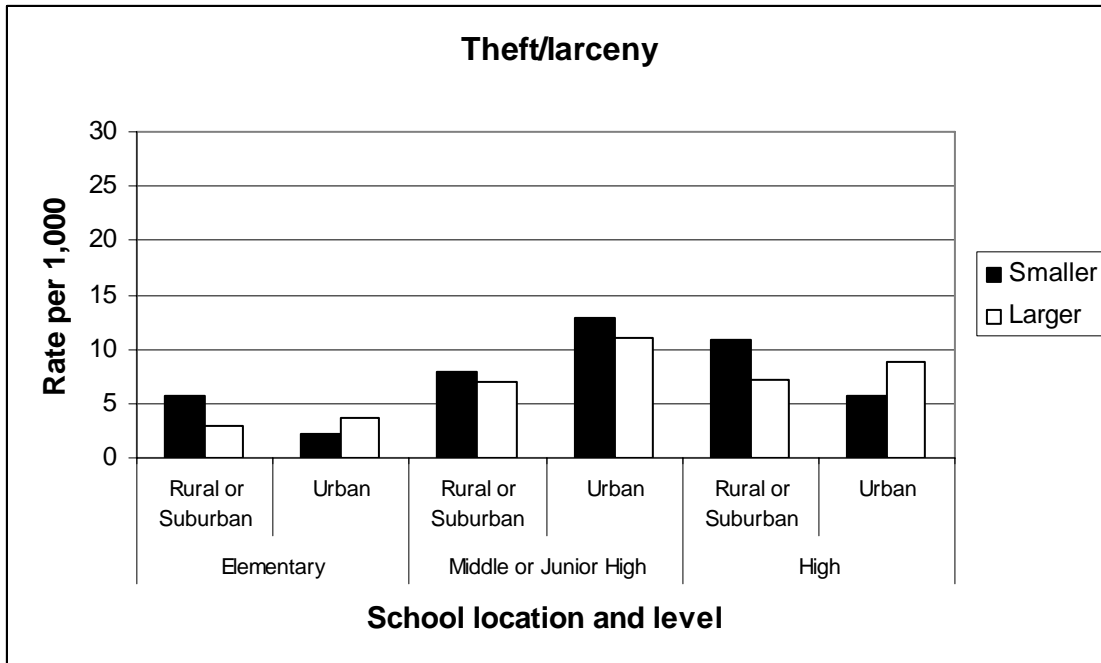 Theft/larceny
Rate per 1,000
30
25
20
15
10
5
0
Rural or
Suburban
Urban
Rural or
Suburban
Urban
Rural or
Suburban
Urban
Elementary
Middle or Junior High
High
School location and level
Smaller
Larger